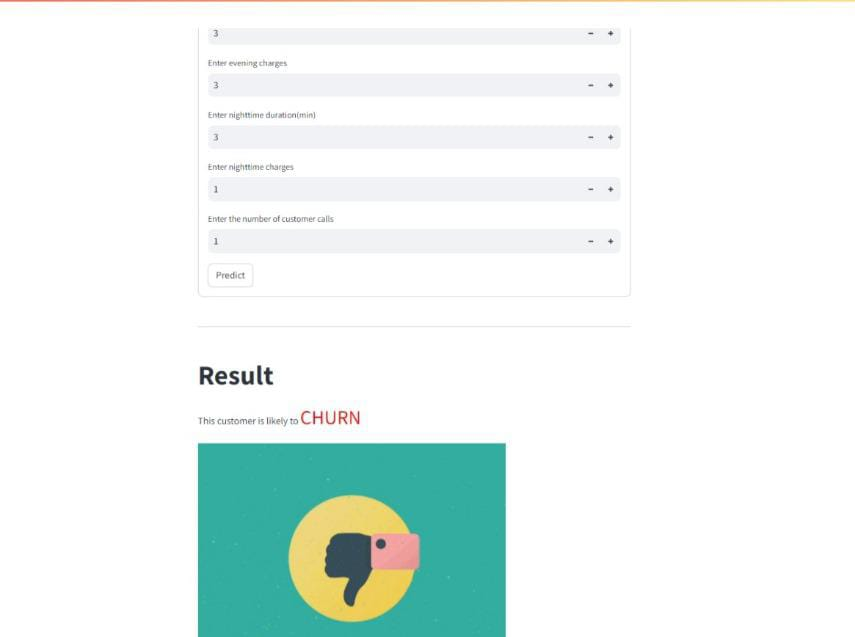 3
Enter evening charges
3
Enter nighttime duration(min)
3
Enter nighttime charges
1
Enter the number of customer calls
1
Predict
Result
This customer is likely to CHURN